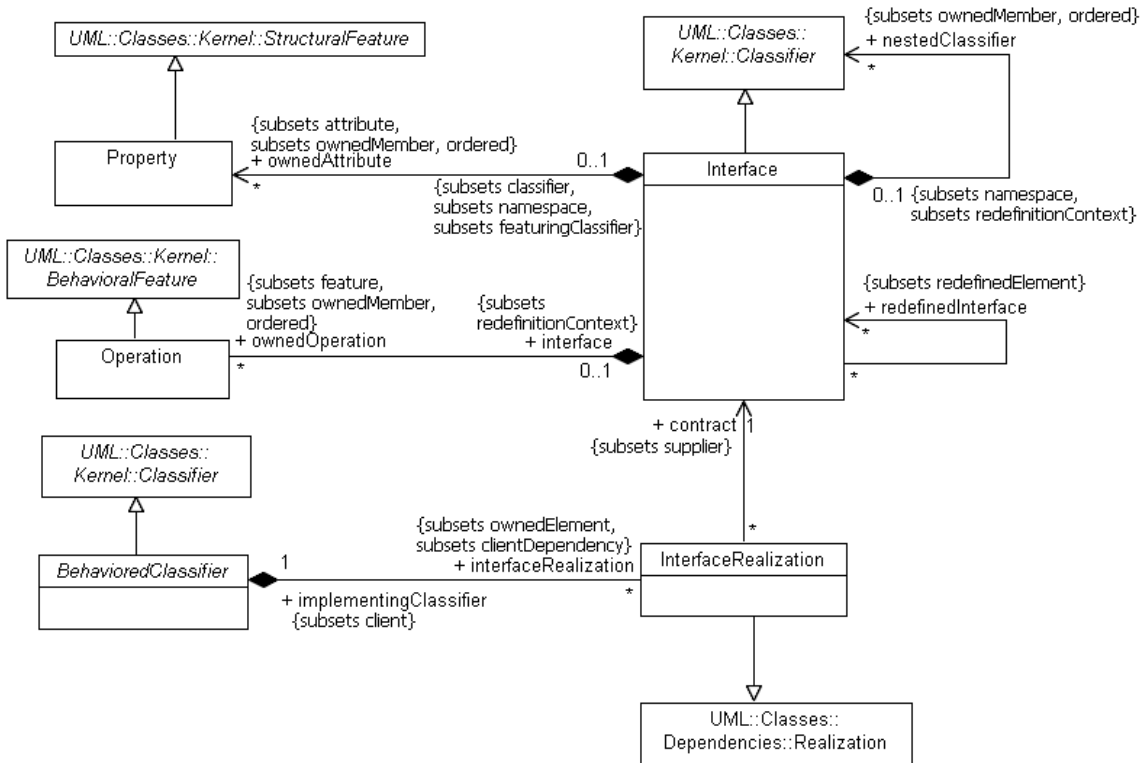 UML::Classes::Kernel::StructuralFeature
UML::Classes::
Kernel::Classifier
{subsets ownedMember, ordered}
+ nestedClassifier
*
Property
{subsets attribute,
subsets ownedMember, ordered}
+ ownedAttribute
*
0..1
{subsets classifier,
subsets namespace,
subsets featuringClassifier}
Interface
0..1
{subsets namespace,
subsets redefinitionContext}
UML::Classes::Kernel::
BehavioralFeature
{subsets feature,
subsets ownedMember,
ordered}
+ ownedOperation
*
{subsets
redefinitionContext}
+ interface
0..1
{subsets redefinedElement}
+ redefinedInterface
*
*
Operation
+ contract 1
{subsets supplier}
*
UML::Classes::
Kernel::Classifier
BehavioredClassifier
1
+ implementingClassifier
{subsets client}
{subsets ownedElement,
subsets clientDependency}
+ interfaceRealization
*
InterfaceRealization
UML::Classes::
Dependencies::Realization